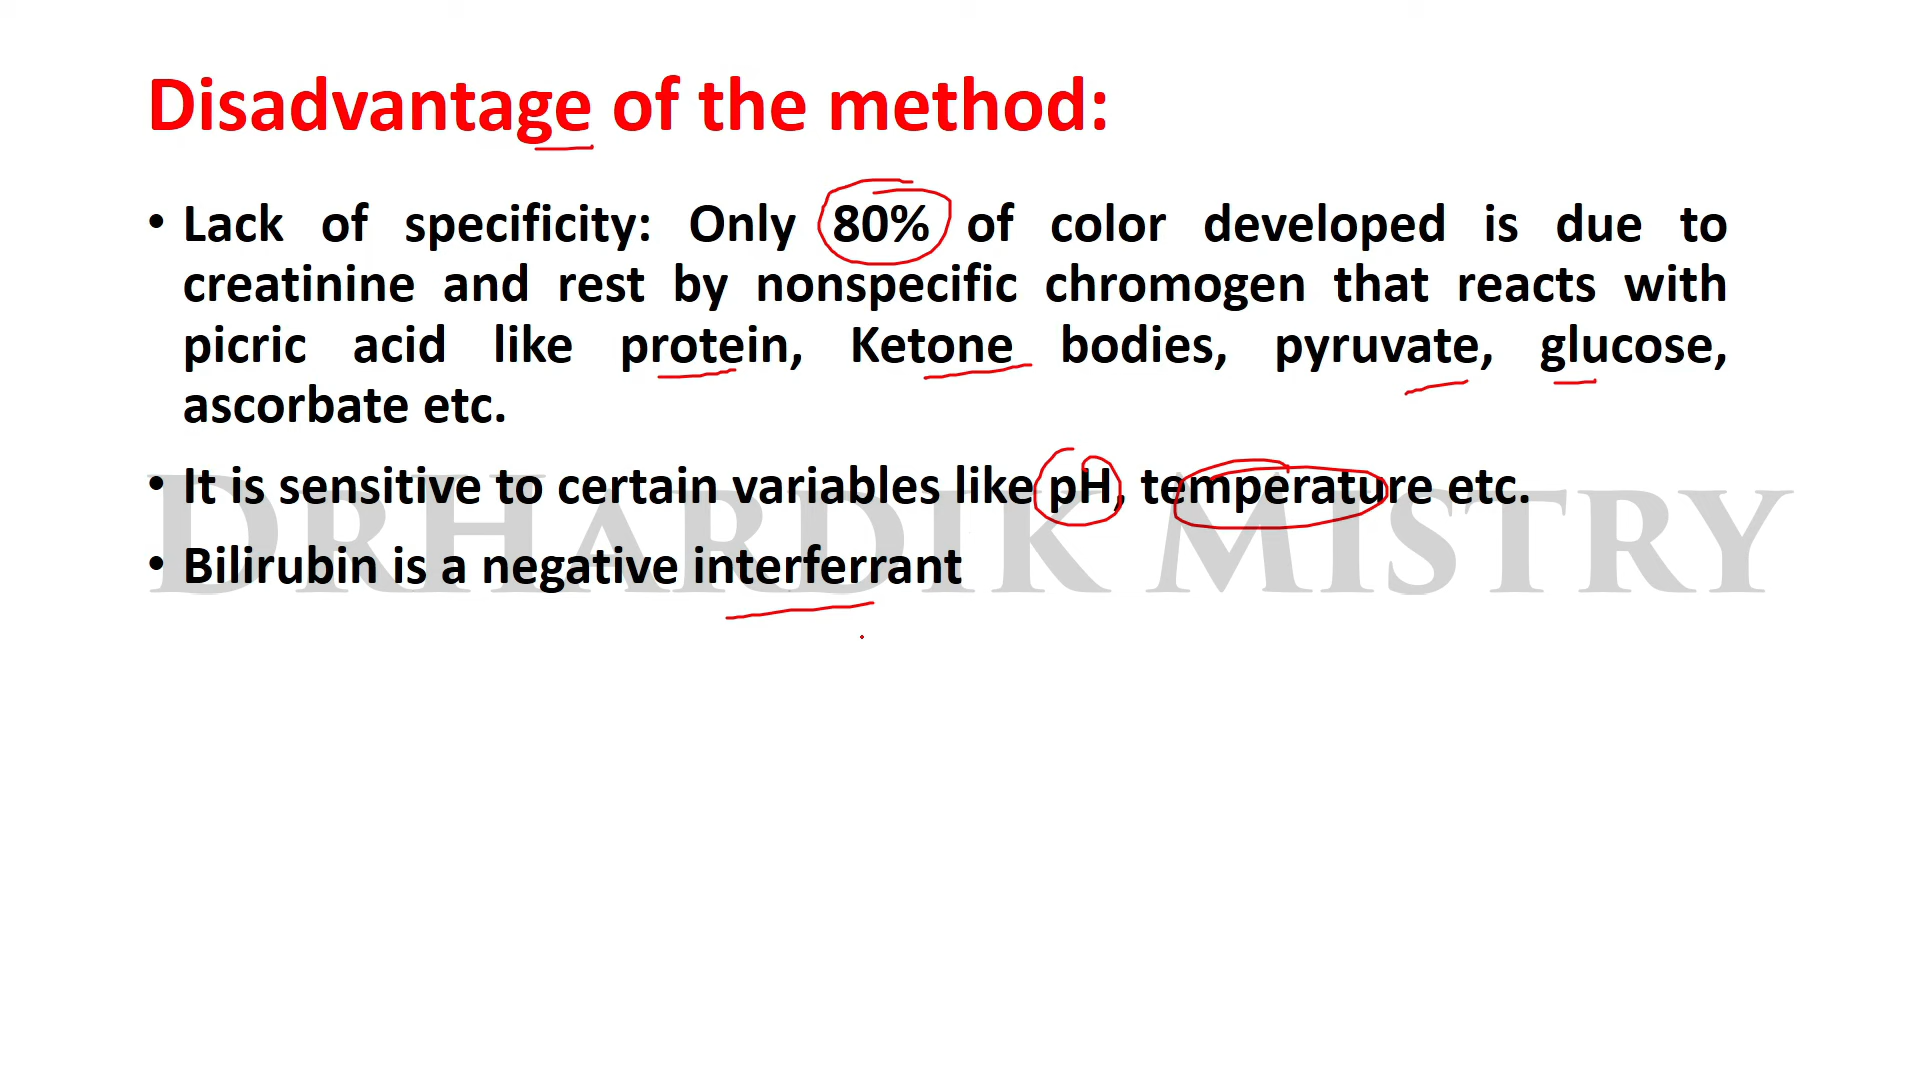 Disadvantage of the method:
• Lack of specificity: Only 80% of color developed is due to
creatinine and rest by nonspecific chromogen that reacts with
picric acid like protein, Ketone bodies, pyruvate, glucose,
ascorbate etc.
• It is sensitive to certain variables like pH, temperature etc.
• Bilirubin is a negative interferrant
DRHARDIK MISTRY